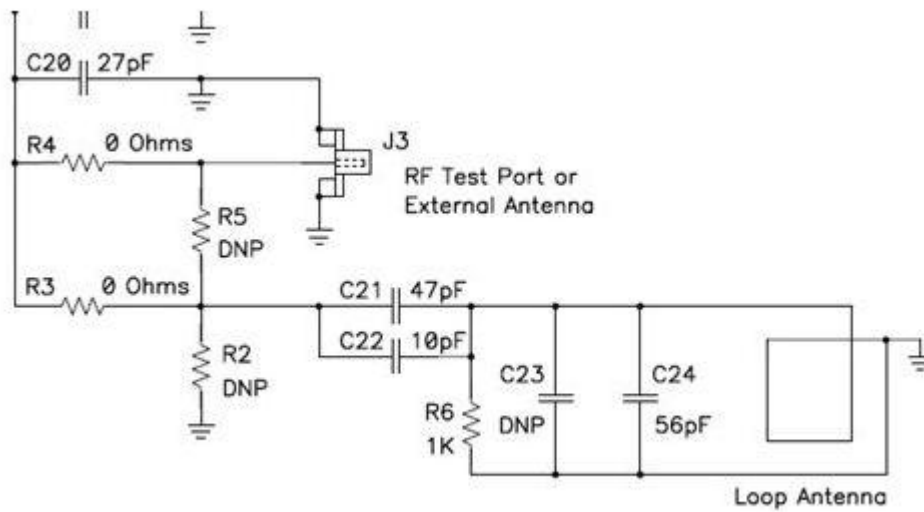 C20 27pF
R4 0 Ohms
J3
RF Test Port or
External Antenna
R5
DNP
R3 0 Ohms
C21 47pF
C22 10pF
R2
DNP
C23
DNP
C24
56pF
R6
1K
Loop Antenna